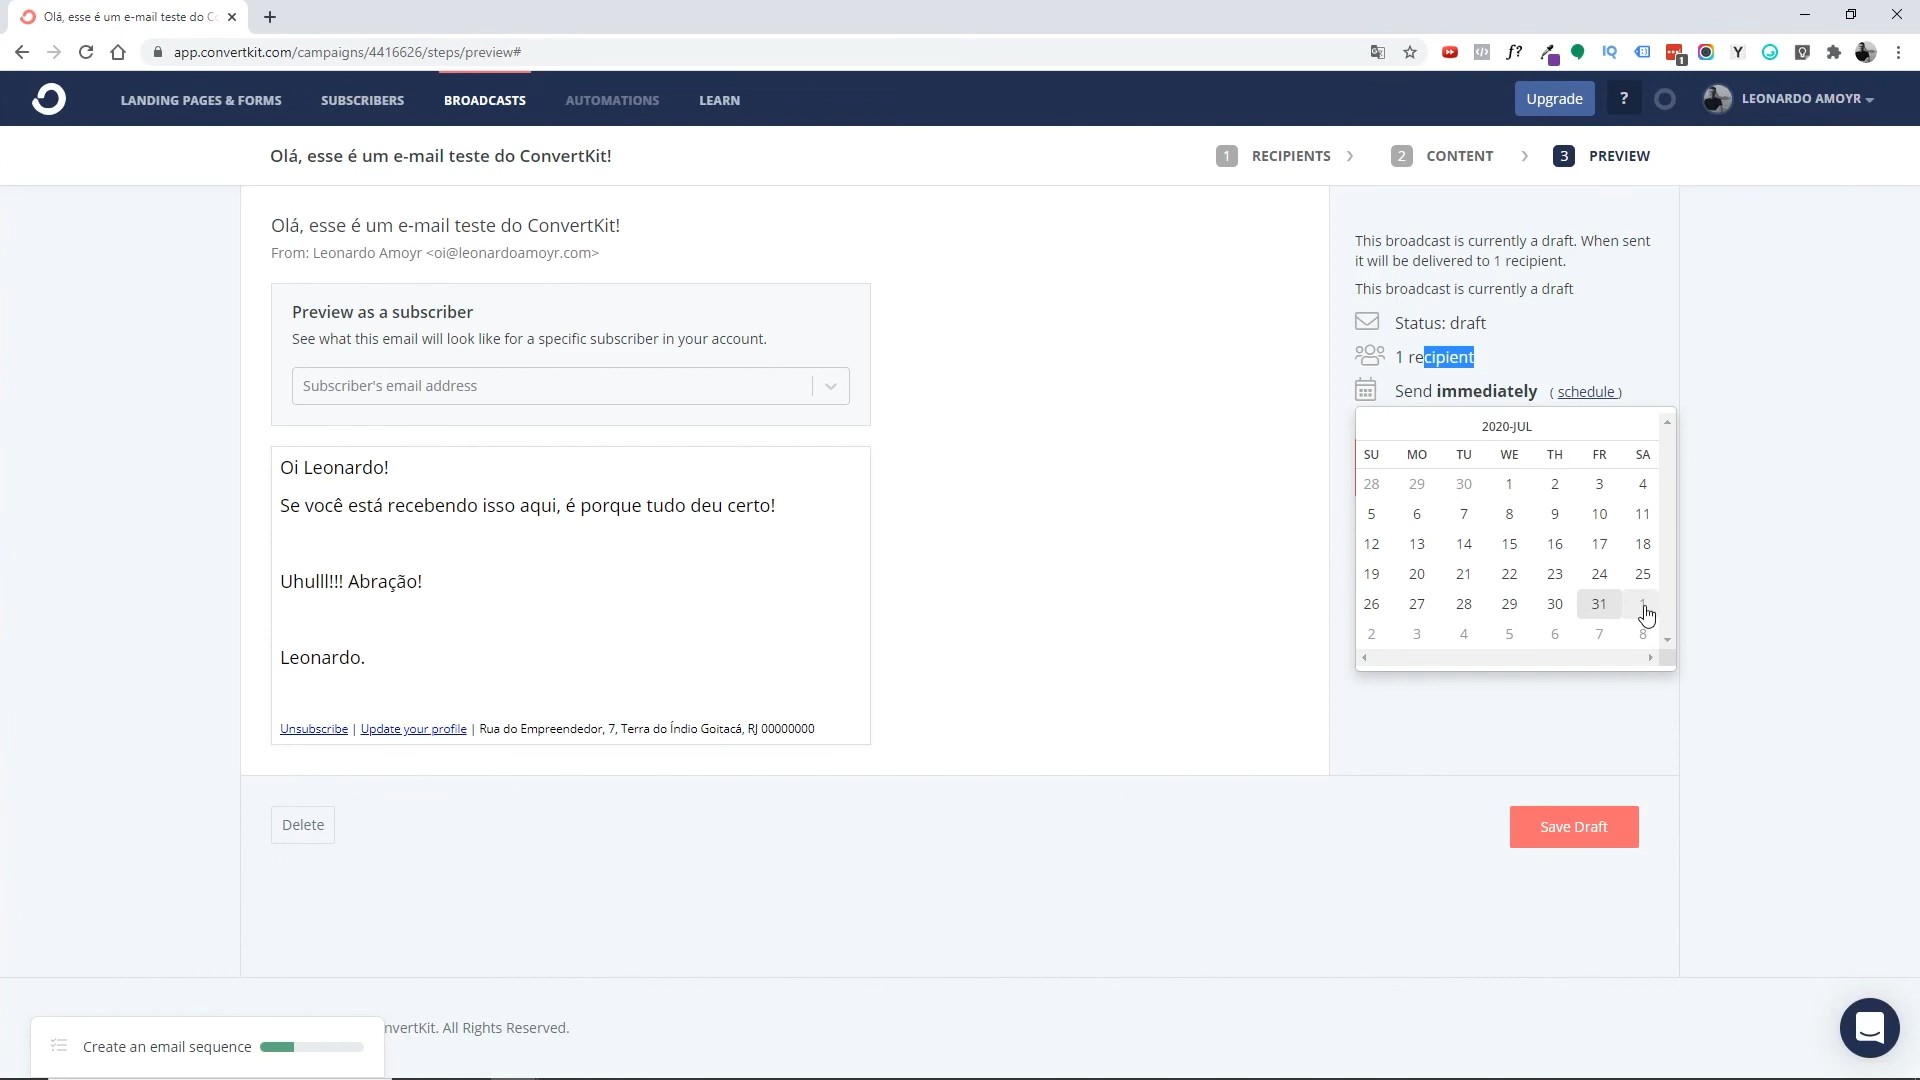 Olá, esse é um e-mail teste do C
app.convertkit.com/campaigns/4416626/steps/preview#
LANDING PAGES & FORMS
SUBSCRIBERS
BROADCASTS
AUTOMATIONS
LEARN
Upgrade
?
LEONARDO AMOYR
Olá, esse é um e-mail teste do ConvertKit!
1 RECIPIENTS
2 CONTENT
3 PREVIEW
Olá, esse é um e-mail teste do ConvertKit!
From: Leonardo Amoyr <oi@leonardoamoyr.com>
Preview as a subscriber
See what this email will look like for a specific subscriber in your account.
Subscriber's email address
Oi Leonardo!
Se você está recebendo isso aqui, é porque tudo deu certo!
Uhulll!!! Abração!
Leonardo.
Unsubscribe | Update your profile | Rua do Empreendedor, 7, Terra do Índio Goitacá, RJ 00000000
This broadcast is currently a draft. When sent
it will be delivered to 1 recipient.
This broadcast is currently a draft
Status: draft
1 recipient
Send immediately ( schedule )
2020-JUL
SU MO TU WE TH FR SA
28 29 30 1 2 3 4
5 6 7 8 9 10 11
12 13 14 15 16 17 18
19 20 21 22 23 24 25
26 27 28 29 30 31 1
2 3 4 5 6 7 8
Delete
Save Draft
nvertKit. All Rights Reserved.
Create an email sequence